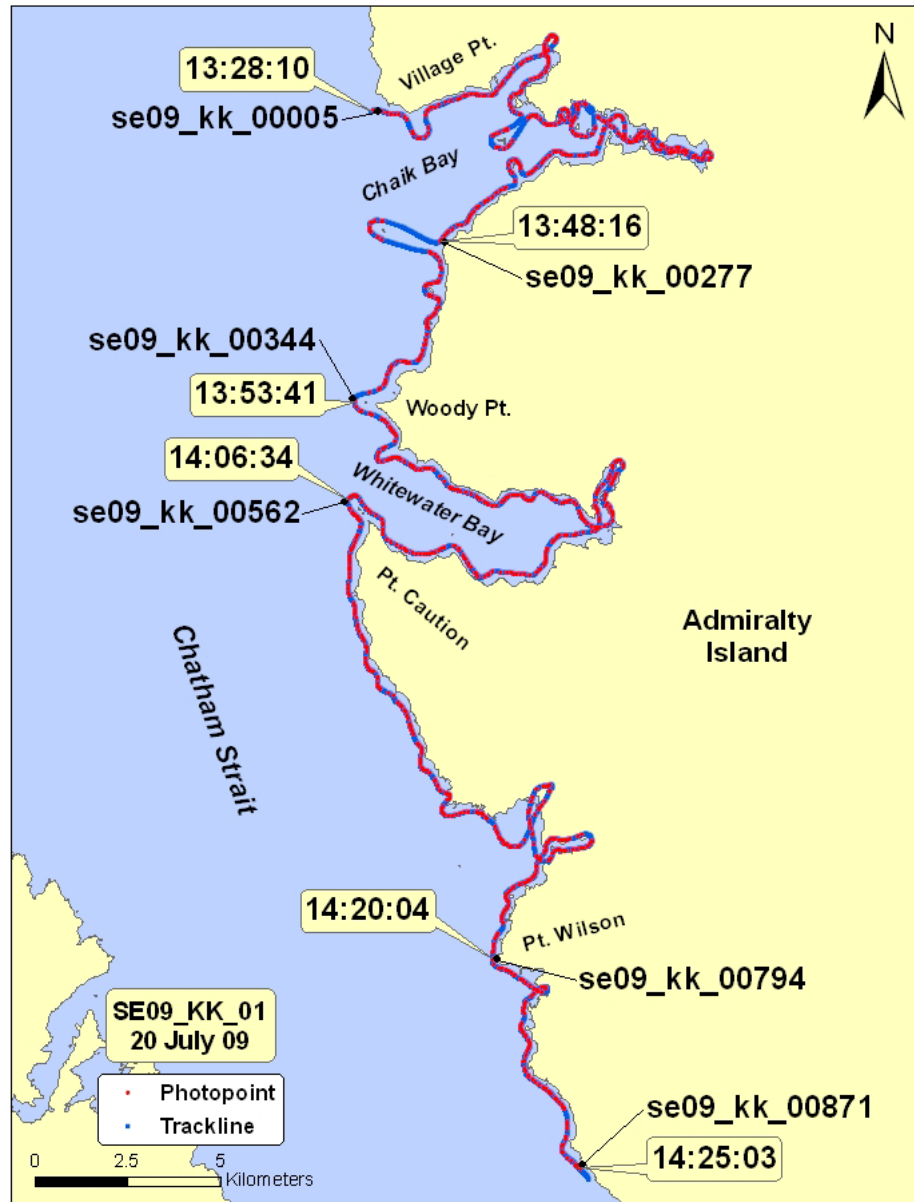 N
Village Pt.
13:28:10
se09_kk_00005
Chaik Bay
13:48:16
se09_kk_00277
se09_kk_00344
13:53:41
Woody Pt.
14:06:34
Whitewater Bay
se09_kk_00562
Pt. Caution
Admiralty
Island
Chatham Strait
14:20:04
Pt. Wilson
se09_kk_00794
SE09_KK_01
20 July 09
Photopoint
Trackline
se09_kk_00871
14:25:03
0 2.5 5
Kilometers